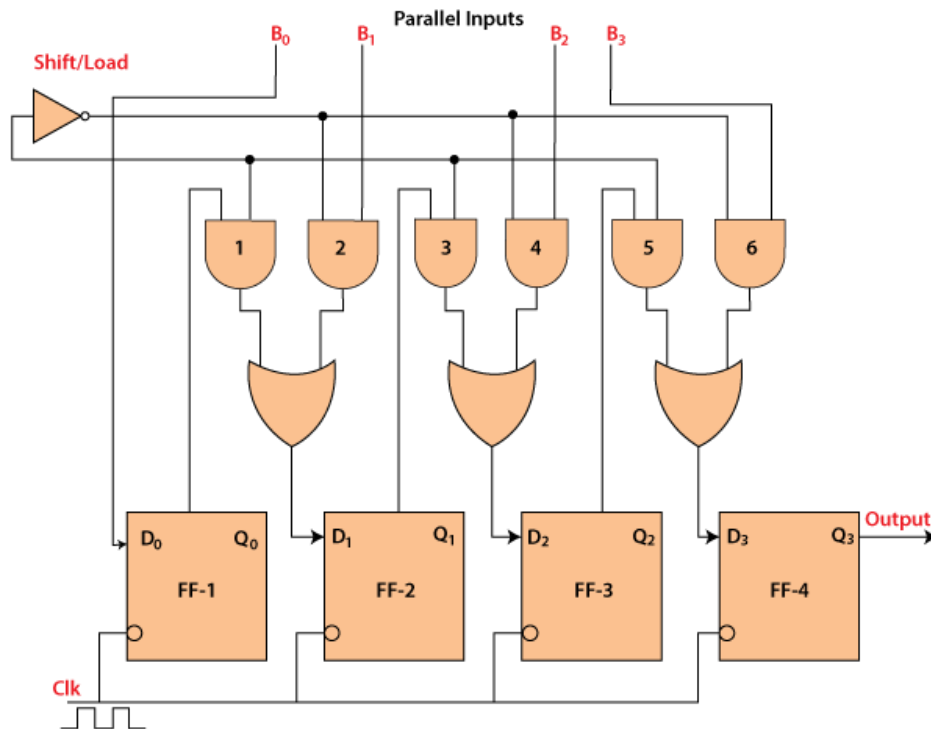 Parallel Inputs
B₀ B₁ B₂ B₃
Shift/Load
1 2 3 4 5 6
D₀ Q₀ D₁ Q₁ D₂ Q₂ D₃ Q₃ Output
FF-1 FF-2 FF-3 FF-4
Clk